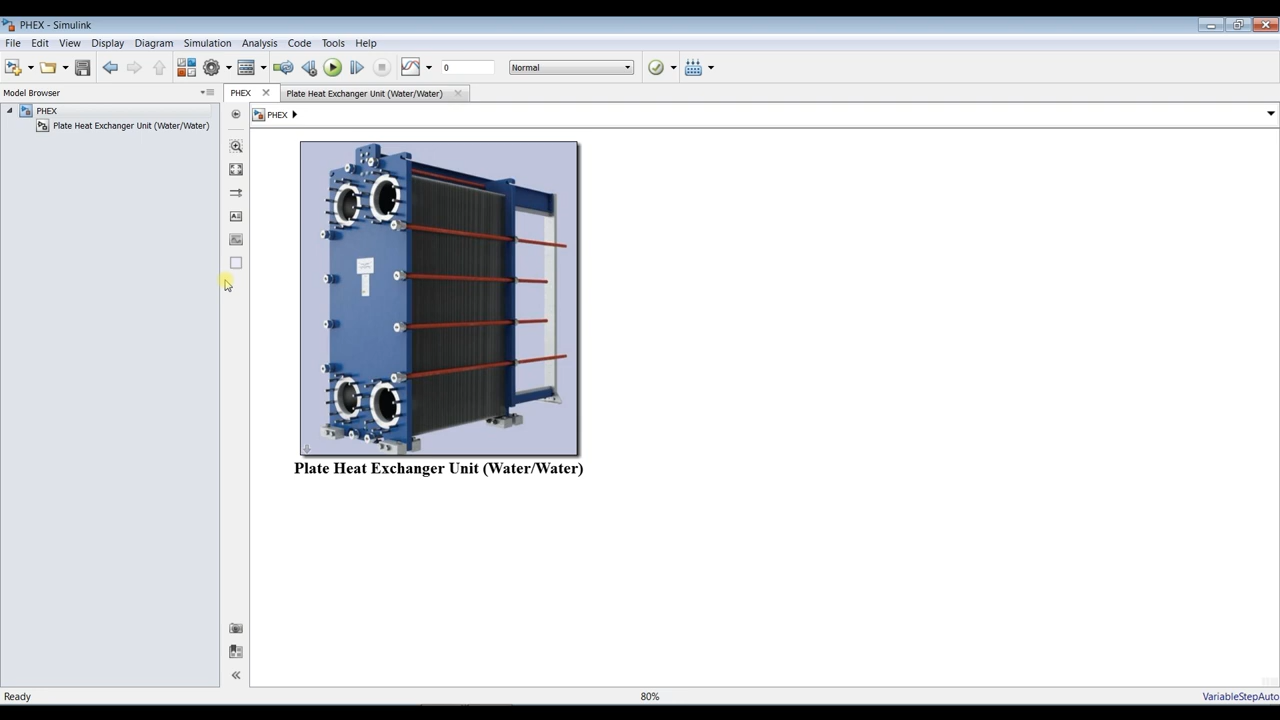 PHEX - Simulink
File Edit View Display Diagram Simulation Analysis Code Tools Help
0 Normal
Model Browser
PHEX
Plate Heat Exchanger Unit (Water/Water)
PHEX
Plate Heat Exchanger Unit (Water/Water)
PHEX
Plate Heat Exchanger Unit (Water/Water)
Ready 80% VariableStepAuto